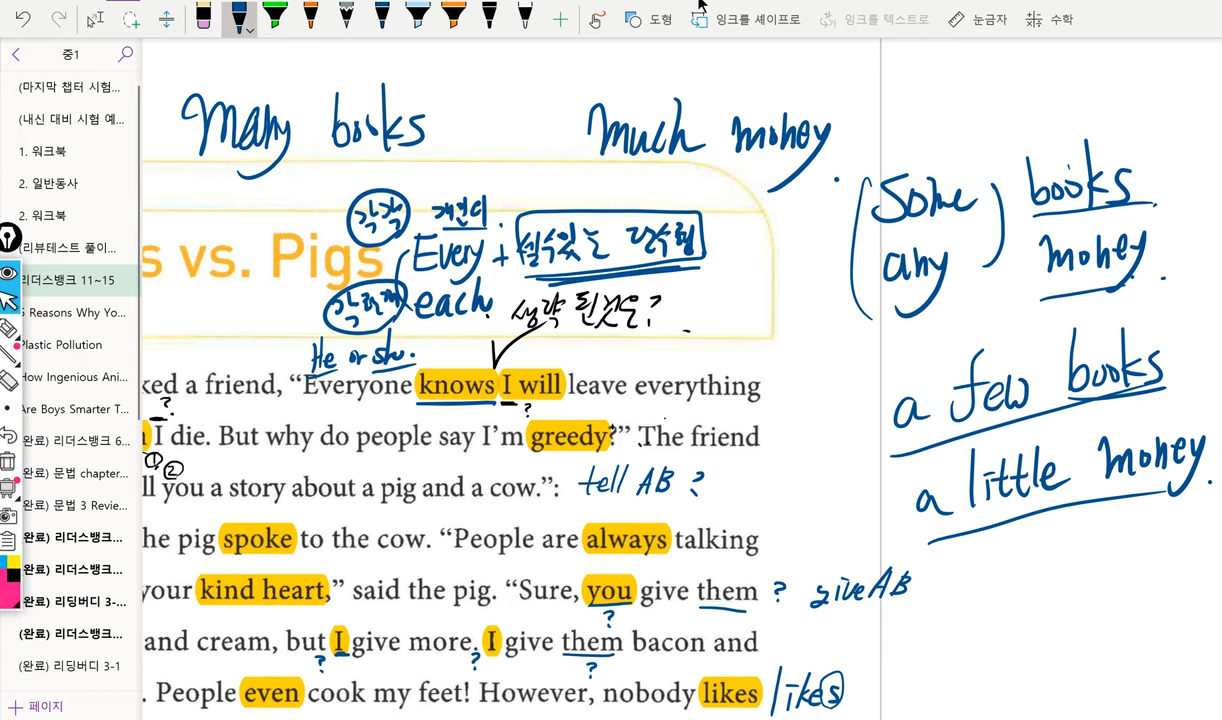 도형 잉크를 셰이프로 잉크를 텍스트로 눈금자 수학
중1
(마지막 챕터 시험...
(내신 대비 시험 예...
1. 워크북
2. 일반동사
2. 워크북
(리뷰테스트 풀이...
리더스뱅크 11~15
6 Reasons Why Yo...
Plastic Pollution
How Ingenious Ani...
Are Boys Smarter T...
(완료) 리더스뱅크 6...
(완료) 문법 chapter...
(완료) 문법 3 Revie...
(완료) 리더스뱅크...
(완료) 리더스뱅크...
(완료) 리딩버디 3-...
(완료) 리더스뱅크...
(완료) 리딩버디 3-1
페이지
Many books much money.
(some any) books money.
각각 개인이
Every + 셀수있는 단수형
s vs. Pigs
each. 생략 된것은?
He or she.
a few books
a little money.
ked a friend, “Everyone knows I will leave everything
? ?
I die. But why do people say I’m greedy?” The friend
① ②
ll you a story about a pig and a cow.”: tell AB ?
he pig spoke to the cow. “People are always talking
your kind heart,” said the pig. “Sure, you give them ? give AB
?
and cream, but I give more. I give them bacon and
? ? ?
. People even cook my feet! However, nobody likes likes